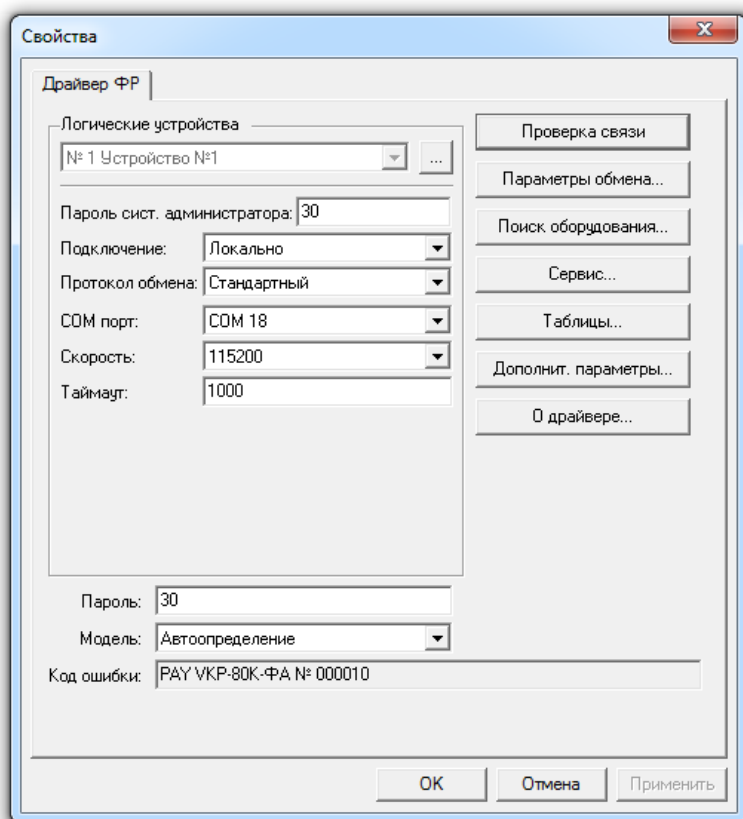 Свойства
Драйвер ФР
Логические устройства
№ 1 Устройство №1
...
Пароль сист. администратора: 30
Подключение: Локально
Протокол обмена: Стандартный
COM порт: COM 18
Скорость: 115200
Таймаут: 1000
Проверка связи
Параметры обмена...
Поиск оборудования...
Сервис...
Таблицы...
Дополнит. параметры...
О драйвере...
Пароль: 30
Модель: Автоопределение
Код ошибки: PAY VKP-80K-ФА № 000010
OK
Отмена
Применить